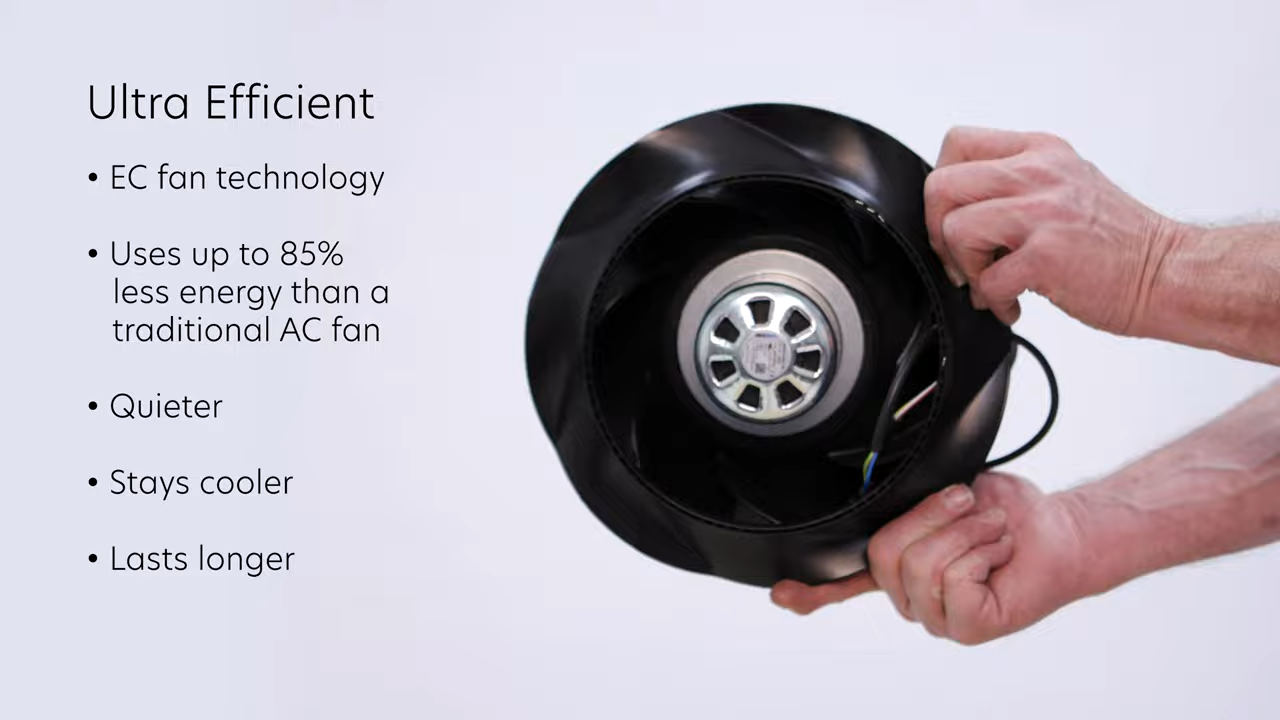 Ultra Efficient
• EC fan technology
• Uses up to 85%
less energy than a
traditional AC fan
• Quieter
• Stays cooler
• Lasts longer